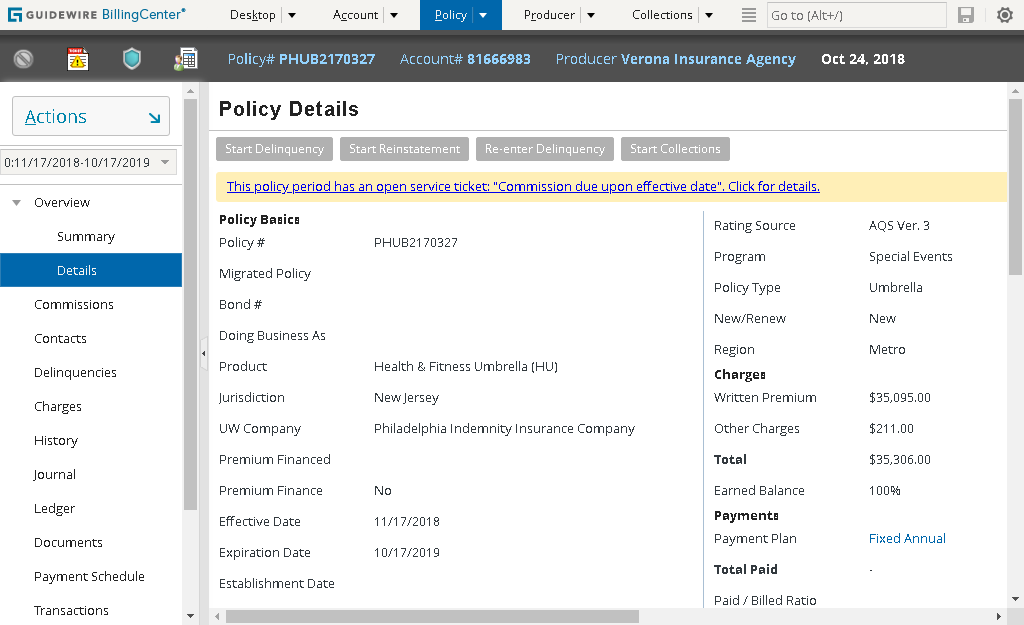 GUIDEWIRE BillingCenter®
Desktop
Account
Policy
Producer
Collections
Go to (Alt+/)
Policy# PHUB2170327
Account# 81666983
Producer Verona Insurance Agency
Oct 24, 2018
Actions
0:11/17/2018-10/17/2019
Overview
Summary
Details
Commissions
Contacts
Delinquencies
Charges
History
Journal
Ledger
Documents
Payment Schedule
Transactions
Policy Details
Start Delinquency
Start Reinstatement
Re-enter Delinquency
Start Collections
This policy period has an open service ticket: "Commission due upon effective date". Click for details.
Policy Basics
Policy # PHUB2170327
Migrated Policy
Bond #
Doing Business As
Product Health & Fitness Umbrella (HU)
Jurisdiction New Jersey
UW Company Philadelphia Indemnity Insurance Company
Premium Financed
Premium Finance No
Effective Date 11/17/2018
Expiration Date 10/17/2019
Establishment Date
Rating Source AQS Ver. 3
Program Special Events
Policy Type Umbrella
New/Renew New
Region Metro
Charges
Written Premium $35,095.00
Other Charges $211.00
Total $35,306.00
Earned Balance 100%
Payments
Payment Plan Fixed Annual
Total Paid -
Paid / Billed Ratio